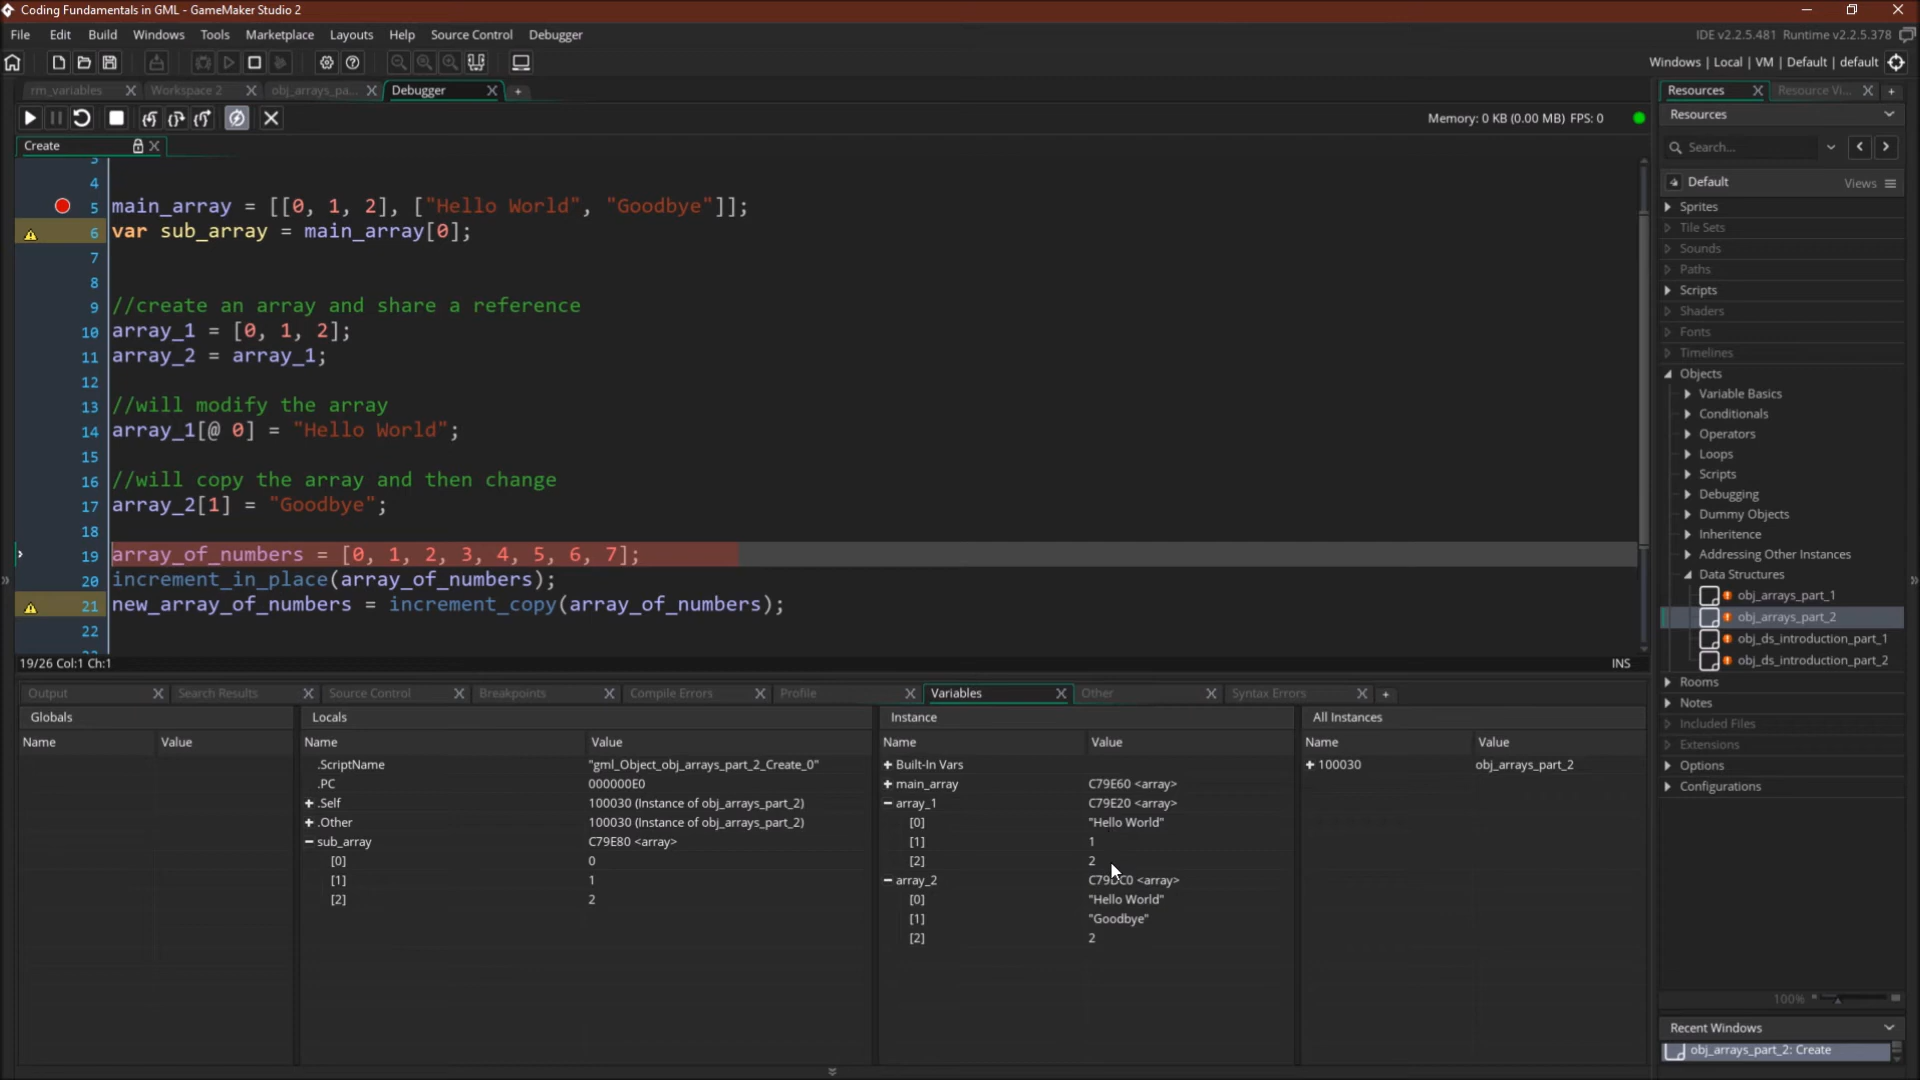 Coding Fundamentals in GML - GameMaker Studio 2
File Edit Build Windows Tools Marketplace Layouts Help Source Control Debugger
IDE v2.2.5.481 Runtime v2.2.5.378
Windows | Local | VM | Default | default
rm_variables Workspace 2 obj_arrays_pa... Debugger
Memory: 0 KB (0.00 MB) FPS: 0
Create
3
4
5 main_array = [[0, 1, 2], ["Hello World", "Goodbye"]];
6 var sub_array = main_array[0];
7
8
9 //create an array and share a reference
10 array_1 = [0, 1, 2];
11 array_2 = array_1;
12
13 //will modify the array
14 array_1[@ 0] = "Hello World";
15
16 //will copy the array and then change
17 array_2[1] = "Goodbye";
18
19 array_of_numbers = [0, 1, 2, 3, 4, 5, 6, 7];
20 increment_in_place(array_of_numbers);
21 new_array_of_numbers = increment_copy(array_of_numbers);
22
19/26 Col:1 Ch:1
INS
Output Search Results Source Control Breakpoints Compile Errors Profile Variables Other Syntax Errors
Globals
Name Value
Locals
Name Value
.ScriptName "gml_Object_obj_arrays_part_2_Create_0"
.PC 000000E0
.Self 100030 (Instance of obj_arrays_part_2)
.Other 100030 (Instance of obj_arrays_part_2)
sub_array C79E80 <array>
[0] 0
[1] 1
[2] 2
Instance
Name Value
Built-In Vars
main_array C79E60 <array>
array_1 C79E20 <array>
[0] "Hello World"
[1] 1
[2] 2
array_2 C79DC0 <array>
[0] "Hello World"
[1] "Goodbye"
[2] 2
All Instances
Name Value
100030 obj_arrays_part_2
Resources Resource Vi...
Resources
Search...
Default Views
Sprites
Tile Sets
Sounds
Paths
Scripts
Shaders
Fonts
Timelines
Objects
Variable Basics
Conditionals
Operators
Loops
Scripts
Debugging
Dummy Objects
Inheritence
Addressing Other Instances
Data Structures
obj_arrays_part_1
obj_arrays_part_2
obj_ds_introduction_part_1
obj_ds_introduction_part_2
Rooms
Notes
Included Files
Extensions
Options
Configurations
100%
Recent Windows
obj_arrays_part_2: Create